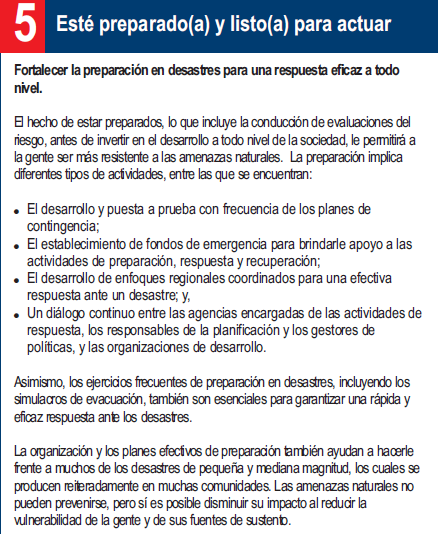 5 Esté preparado(a) y listo(a) para actuar
Fortalecer la preparación en desastres para una respuesta eficaz a todo
nivel.
El hecho de estar preparados, lo que incluye la conducción de evaluaciones del
riesgo, antes de invertir en el desarrollo a todo nivel de la sociedad, le permitirá a
la gente ser más resistente a las amenazas naturales. La preparación implica
diferentes tipos de actividades, entre las que se encuentran:
• El desarrollo y puesta a prueba con frecuencia de los planes de
contingencia;
• El establecimiento de fondos de emergencia para brindarle apoyo a las
actividades de preparación, respuesta y recuperación;
• El desarrollo de enfoques regionales coordinados para una efectiva
respuesta ante un desastre; y,
• Un diálogo continuo entre las agencias encargadas de las actividades de
respuesta, los responsables de la planificación y los gestores de
políticas, y las organizaciones de desarrollo.
Asimismo, los ejercicios frecuentes de preparación en desastres, incluyendo los
simulacros de evacuación, también son esenciales para garantizar una rápida y
eficaz respuesta ante los desastres.
La organización y los planes efectivos de preparación también ayudan a hacerle
frente a muchos de los desastres de pequeña y mediana magnitud, los cuales se
producen reiteradamente en muchas comunidades. Las amenazas naturales no
pueden prevenirse, pero sí es posible disminuir su impacto al reducir la
vulnerabilidad de la gente y de sus fuentes de sustento.